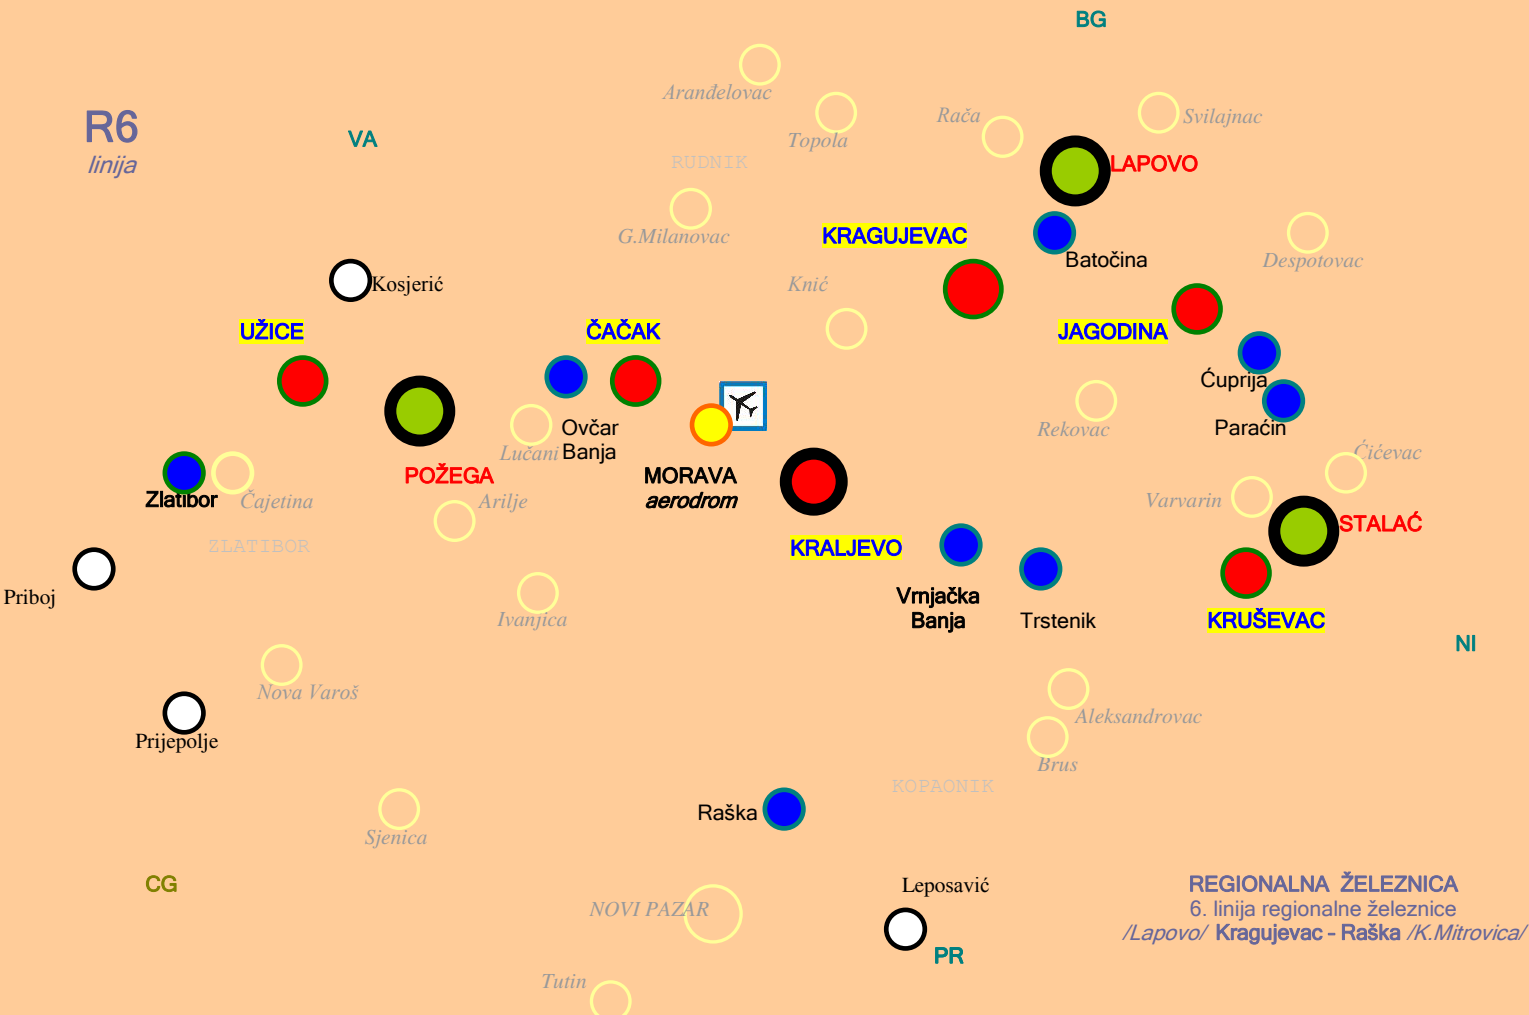 BG
Aranđelovac
R6
linija
VA
Topola
Rača
Svilajnac
RUDNIK
LAPOVO
G.Milanovac
KRAGUJEVAC
Batočina
Despotovac
Kosjerić
Knić
UŽICE
ČAČAK
JAGODINA
Ćuprija
Ovčar
Banja
Lučani
Rekovac
Paraćin
Ćićevac
POŽEGA
MORAVA
aerodrom
Zlatibor
Čajetina
Arilje
Varvarin
STALAĆ
ZLATIBOR
KRALJEVO
Priboj
Vrnjačka
Banja
Ivanjica
Trstenik
KRUŠEVAC
NI
Nova Varoš
Aleksandrovac
Prijepolje
Brus
KOPAONIK
Raška
Sjenica
CG
Leposavić
NOVI PAZAR
PR
Tutin
REGIONALNA ŽELEZNICA
6. linija regionalne železnice
/Lapovo/ Kragujevac - Raška /K.Mitrovica/